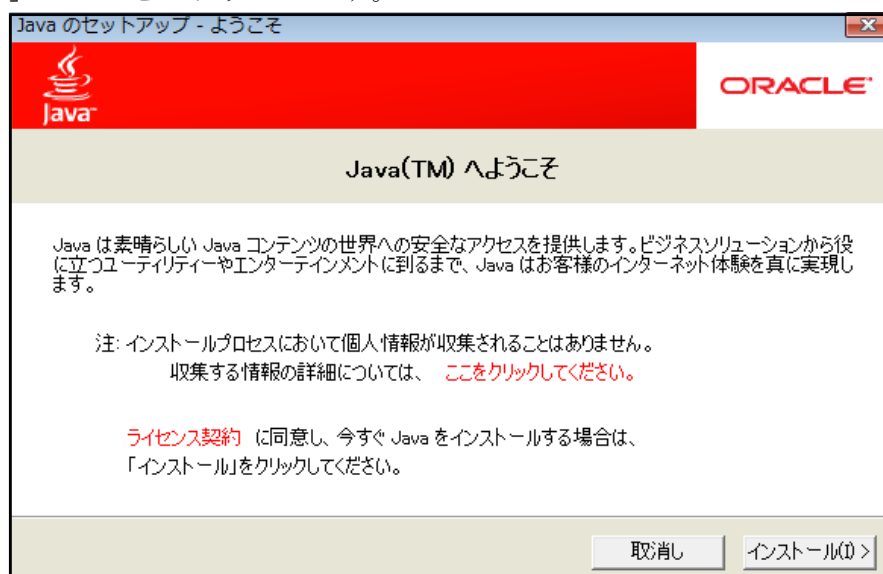 Java のセットアップ - ようこそ
Java
ORACLE
Java(TM) へようこそ
Java は素晴らしい Java コンテンツの世界への安全なアクセスを提供します。ビジネスソリューションから役
に立つユーティリティーやエンターテインメントに到るまで、Java はお客様のインターネット体験を真に実現し
ます。
注: インストールプロセスにおいて個人情報が収集されることはありません。
収集する情報の詳細については、 ここをクリックしてください。
ライセンス契約 に同意し、今すぐ Java をインストールする場合は、
「インストール」をクリックしてください。
取消し
インストール(I) >